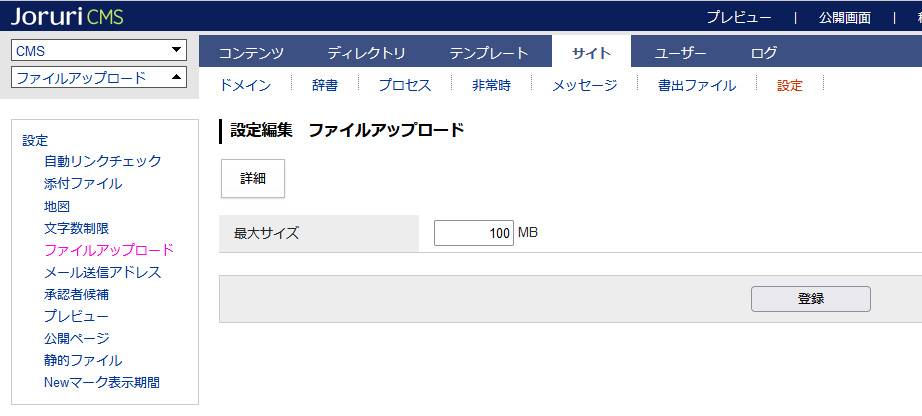 Joruri CMS
プレビュー | 公開画面 |
CMS
ファイルアップロード
コンテンツ ディレクトリ テンプレート サイト ユーザー ログ
ドメイン 辞書 プロセス 非常時 メッセージ 書出ファイル 設定
設定
自動リンクチェック
添付ファイル
地図
文字数制限
ファイルアップロード
メール送信アドレス
承認者候補
プレビュー
公開ページ
静的ファイル
Newマーク表示期間
設定編集 ファイルアップロード
詳細
最大サイズ 100 MB
登録